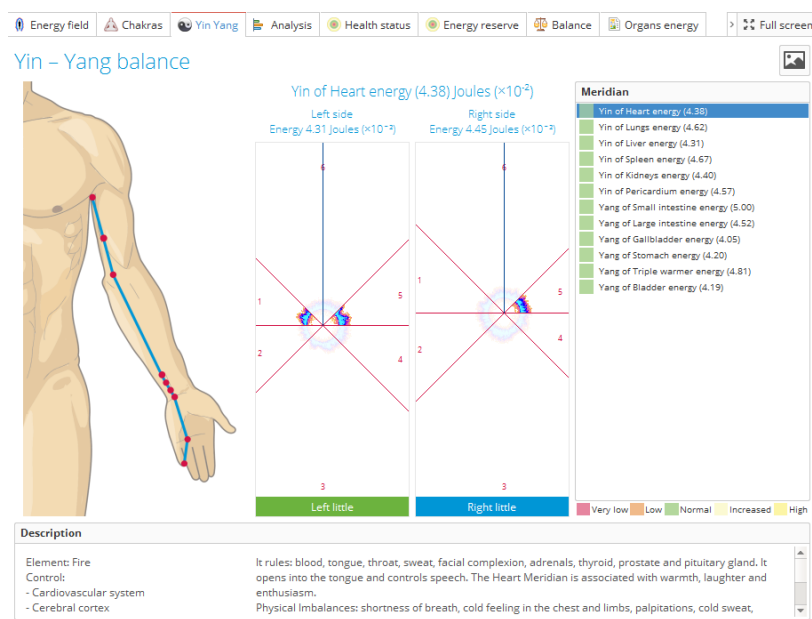 Energy field Chakras Yin Yang Analysis Health status Energy reserve Balance Organs energy > Full screen
Yin – Yang balance
Yin of Heart energy (4.38) Joules (×10⁻²)
Left side
Energy 4.31 Joules (×10⁻²)
Right side
Energy 4.45 Joules (×10⁻²)
6
1
5
2
4
3
Left little
6
1
5
2
4
3
Right little
Meridian
Yin of Heart energy (4.38)
Yin of Lungs energy (4.62)
Yin of Liver energy (4.31)
Yin of Spleen energy (4.67)
Yin of Kidneys energy (4.40)
Yin of Pericardium energy (4.57)
Yang of Small intestine energy (5.00)
Yang of Large intestine energy (4.52)
Yang of Gallbladder energy (4.05)
Yang of Stomach energy (4.20)
Yang of Triple warmer energy (4.81)
Yang of Bladder energy (4.19)
Very low Low Normal Increased High
Description
Element: Fire
Control:
- Cardiovascular system
- Cerebral cortex
It rules: blood, tongue, throat, sweat, facial complexion, adrenals, thyroid, prostate and pituitary gland. It
opens into the tongue and controls speech. The Heart Meridian is associated with warmth, laughter and
enthusiasm.
Physical Imbalances: shortness of breath, cold feeling in the chest and limbs, palpitations, cold sweat,